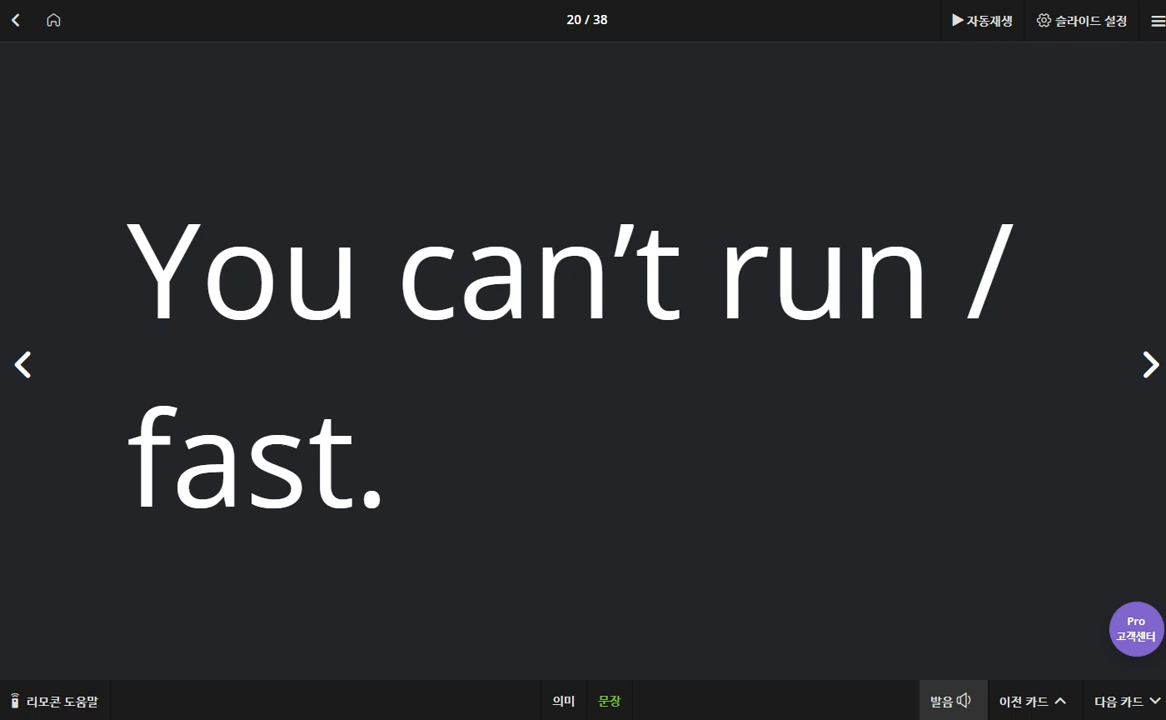 20 / 38
자동재생
슬라이드 설정
You can’t run /
fast.
Pro
고객센터
리모콘 도움말
의미
문장
발음
이전 카드
다음 카드